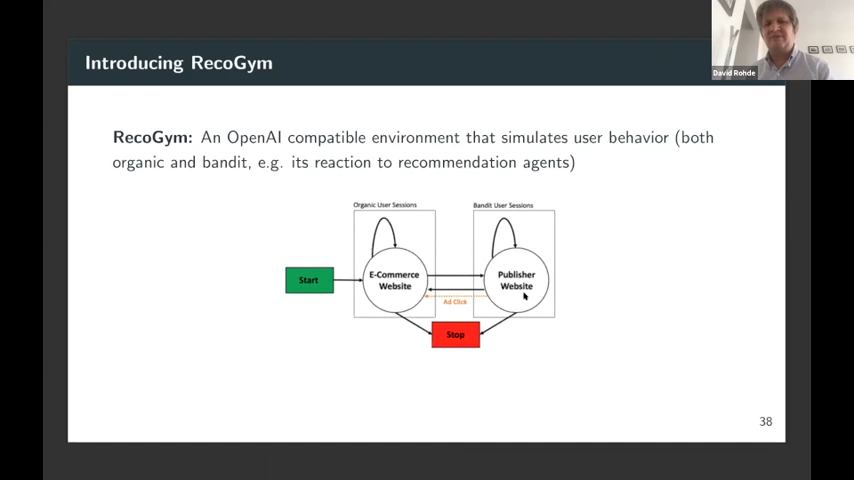 Introducing RecoGym
David Rohde
RecoGym: An OpenAI compatible environment that simulates user behavior (both
organic and bandit, e.g. its reaction to recommendation agents)
Organic User Sessions
Bandit User Sessions
Start
E-Commerce
Website
Publisher
Website
Ad Click
Stop
38